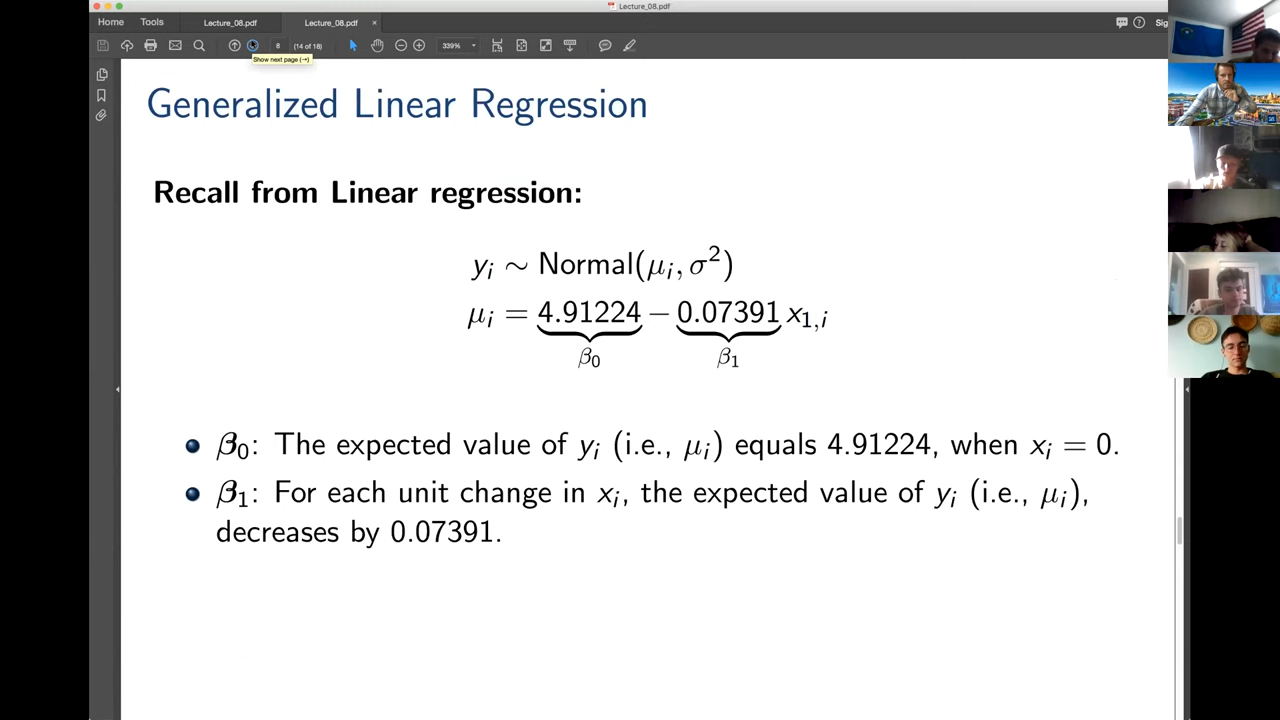 Lecture_08.pdf
Home Tools Lecture_08.pdf Lecture_08.pdf × Sig
8 (14 of 18) 339%
Show next page (→)
Generalized Linear Regression
Recall from Linear regression:
yᵢ ∼ Normal(μᵢ, σ²)
μᵢ = 4.91224 − 0.07391 x₁,ᵢ
β₀ β₁
β₀: The expected value of yᵢ (i.e., μᵢ) equals 4.91224, when xᵢ = 0.
β₁: For each unit change in xᵢ, the expected value of yᵢ (i.e., μᵢ),
decreases by 0.07391.